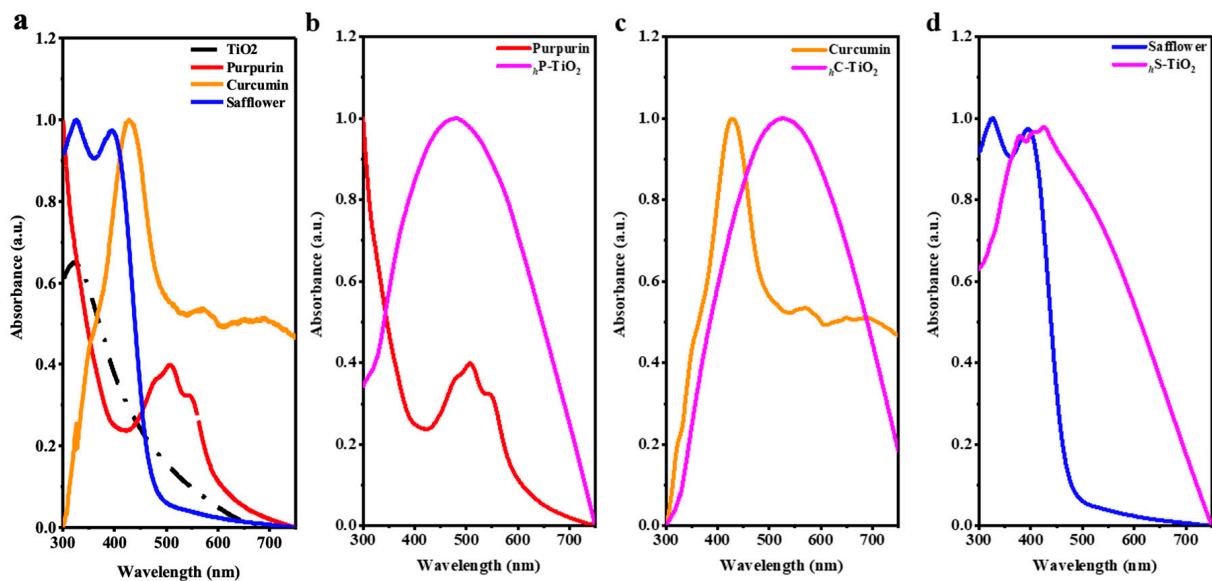 a
1.2
1.0
0.8
0.6
0.4
0.2
0.0
Absorbance (a.u.)
TiO2
Purpurin
Curcumin
Safflower
300 400 500 600 700
Wavelength (nm)
b
1.2
1.0
0.8
0.6
0.4
0.2
0.0
Absorbance (a.u.)
Purpurin
hP-TiO2
300 400 500 600 700
Wavelength (nm)
c
1.2
1.0
0.8
0.6
0.4
0.2
0.0
Absorbance (a.u.)
Curcumin
hC-TiO2
300 400 500 600 700
Wavelength (nm)
d
1.2
1.0
0.8
0.6
0.4
0.2
0.0
Absorbance (a.u.)
Safflower
hS-TiO2
300 400 500 600 700
Wavelength (nm)